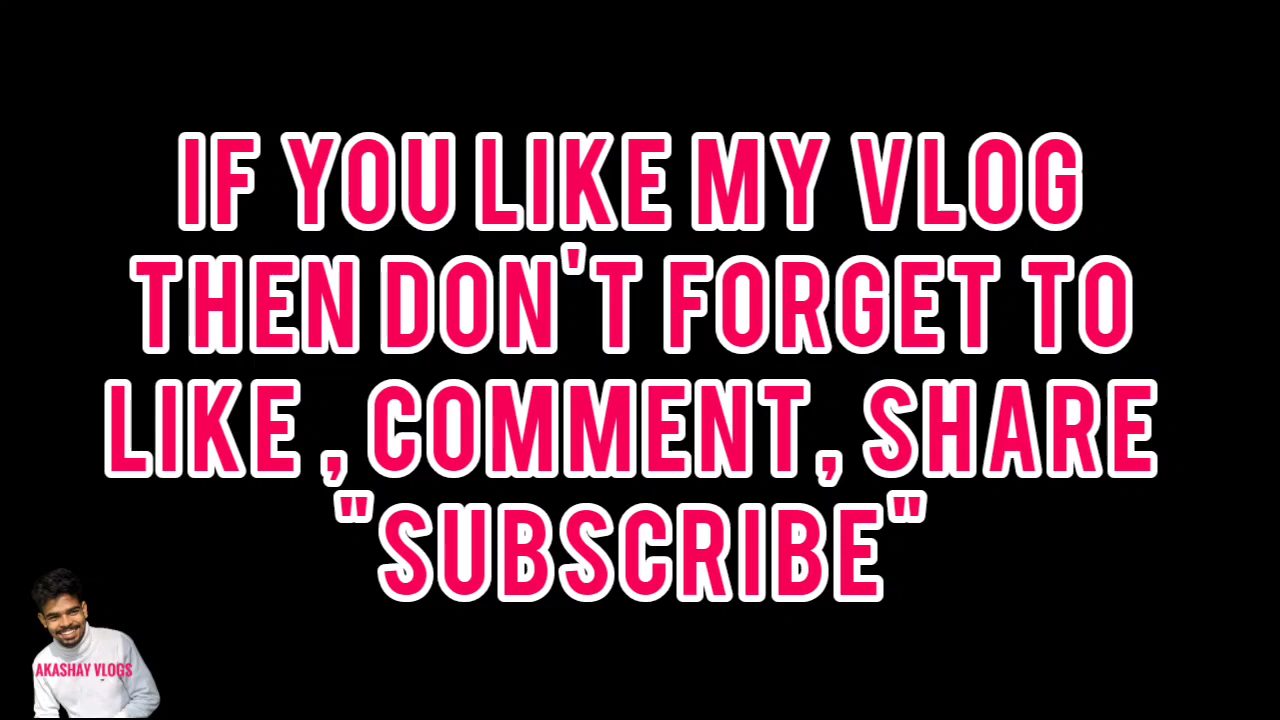 IF YOU LIKE MY VLOG
THEN DON'T FORGET TO
LIKE , COMMENT, SHARE
"SUBSCRIBE"
AKASHAY VLOGS